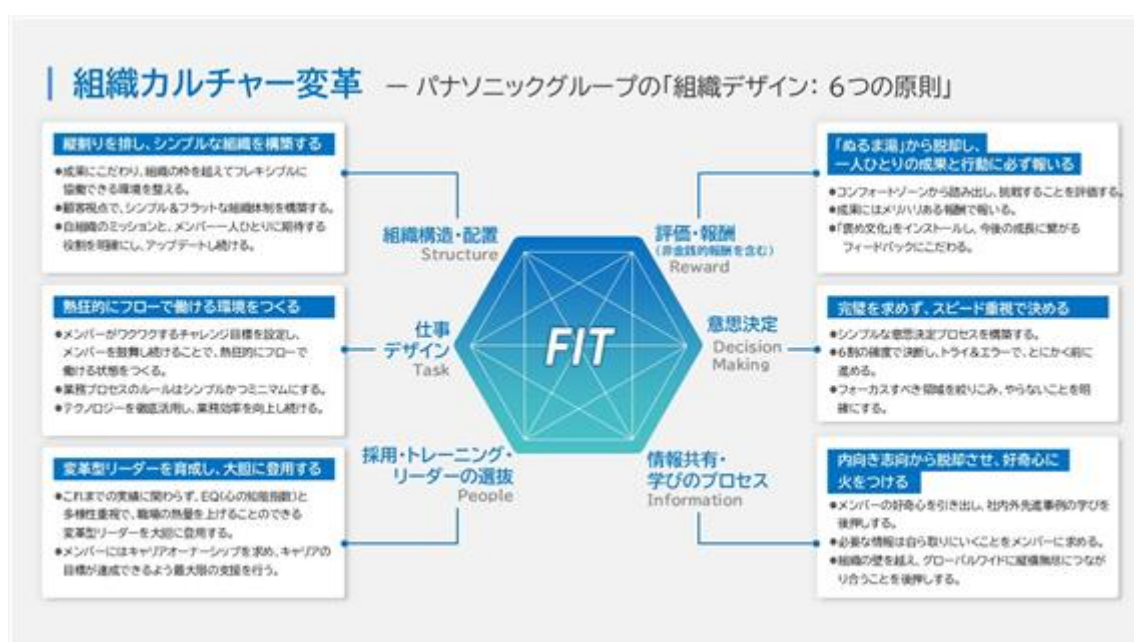 組織カルチャー変革 － パナソニックグループの「組織デザイン：6つの原則」
縦割りを排し、シンプルな組織を構築する
●成果にこだわり、組織の枠を超えてフレキシブルに
協働できる環境を整える。
●顧客視点で、シンプル&フラットな組織体制を構築する。
●自組織のミッションと、メンバー一人ひとりに期待する
役割を明確にし、アップデートし続ける。
熱狂的にフローで働ける環境をつくる
●メンバーがワクワクするチャレンジ目標を設定し、
メンバーを鼓舞し続けることで、熱狂的にフローで
働ける状態をつくる。
●業務プロセスのルールはシンプルかつミニマムにする。
●テクノロジーを徹底活用し、業務効率を向上し続ける。
変革型リーダーを育成し、大胆に登用する
●これまでの実績に関わらず、EQ(心の知能指数)と
多様性重視で、職場の熱量を上げることのできる
変革型リーダーを大胆に登用する。
●メンバーにはキャリアオーナーシップを求め、キャリアの
目標が達成できるよう最大限の支援を行う。
組織構造・配置
Structure
仕事
デザイン
Task
採用・トレーニング・
リーダーの選抜
People
FIT
評価・報酬
(非金銭的報酬を含む)
Reward
意思決定
Decision
Making
情報共有・
学びのプロセス
Information
「ぬるま湯」から脱却し、
一人ひとりの成果と行動に必ず報いる
●コンフォートゾーンから踏み出し、挑戦することを評価する。
●成果にはメリハリある報酬で報いる。
●「褒め文化」をインストールし、今後の成長に繋がる
フィードバックにこだわる。
完璧を求めず、スピード重視で決める
●シンプルな意思決定プロセスを構築する。
●6割の確度で決断し、トライ&エラーで、とにかく前に
進める。
●フォーカスすべき領域を絞りこみ、やらないことを明
確にする。
内向き志向から脱却させ、好奇心に
火をつける
●メンバーの好奇心を引き出し、社内外先進事例の学びを
後押しする。
●必要な情報は自ら取りにいくことをメンバーに求める。
●組織の壁を越え、グローバルワイドに縦横無尽につなが
り合うことを後押しする。